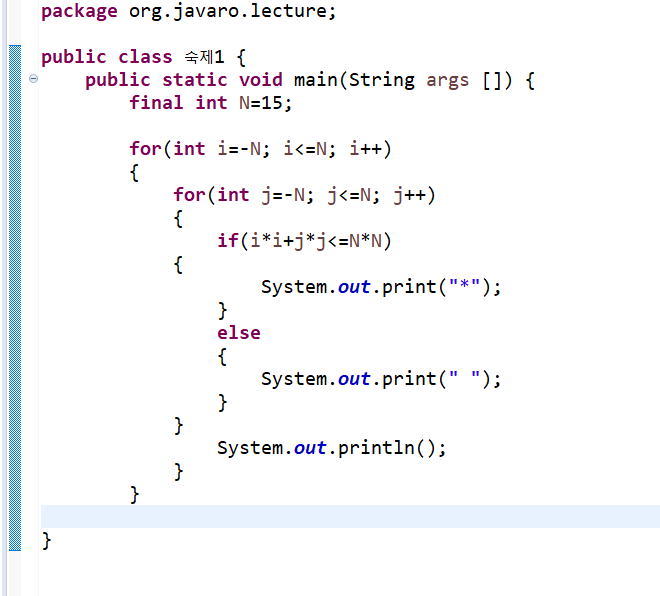 package org.javaro.lecture;
public class 숙제1 {
public static void main(String args []) {
final int N=15;
for(int i=-N; i<=N; i++)
{
for(int j=-N; j<=N; j++)
{
if(i*i+j*j<=N*N)
{
System.out.print("*");
}
else
{
System.out.print(" ");
}
}
System.out.println();
}
}
}